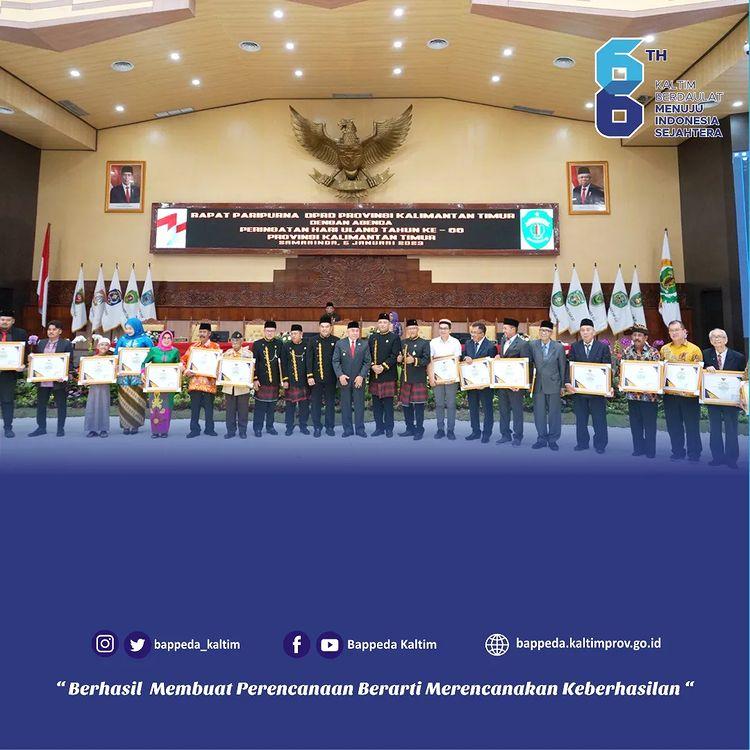 66TH
KALTIM
BERDAULAT
MENUJU
INDONESIA
SEJAHTERA
RAPAT PARIPURNA DPRD PROVINSI KALIMANTAN TIMUR
DENGAN AGENDA
PERINGATAN HARI ULANG TAHUN KE - 66
PROVINSI KALIMANTAN TIMUR
SAMARINDA, 6 JANUARI 2023
bappeda_kaltim
Bappeda Kaltim
bappeda.kaltimprov.go.id
“ Berhasil Membuat Perencanaan Berarti Merencanakan Keberhasilan “